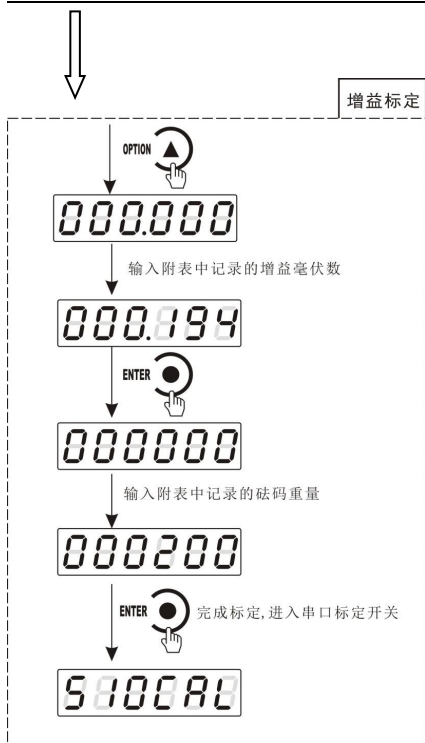 增益标定
OPTION
000.000
输入附表中记录的增益毫伏数
000.194
ENTER
000000
输入附表中记录的砝码重量
000200
ENTER 完成标定,进入串口标定开关
SIOCAL